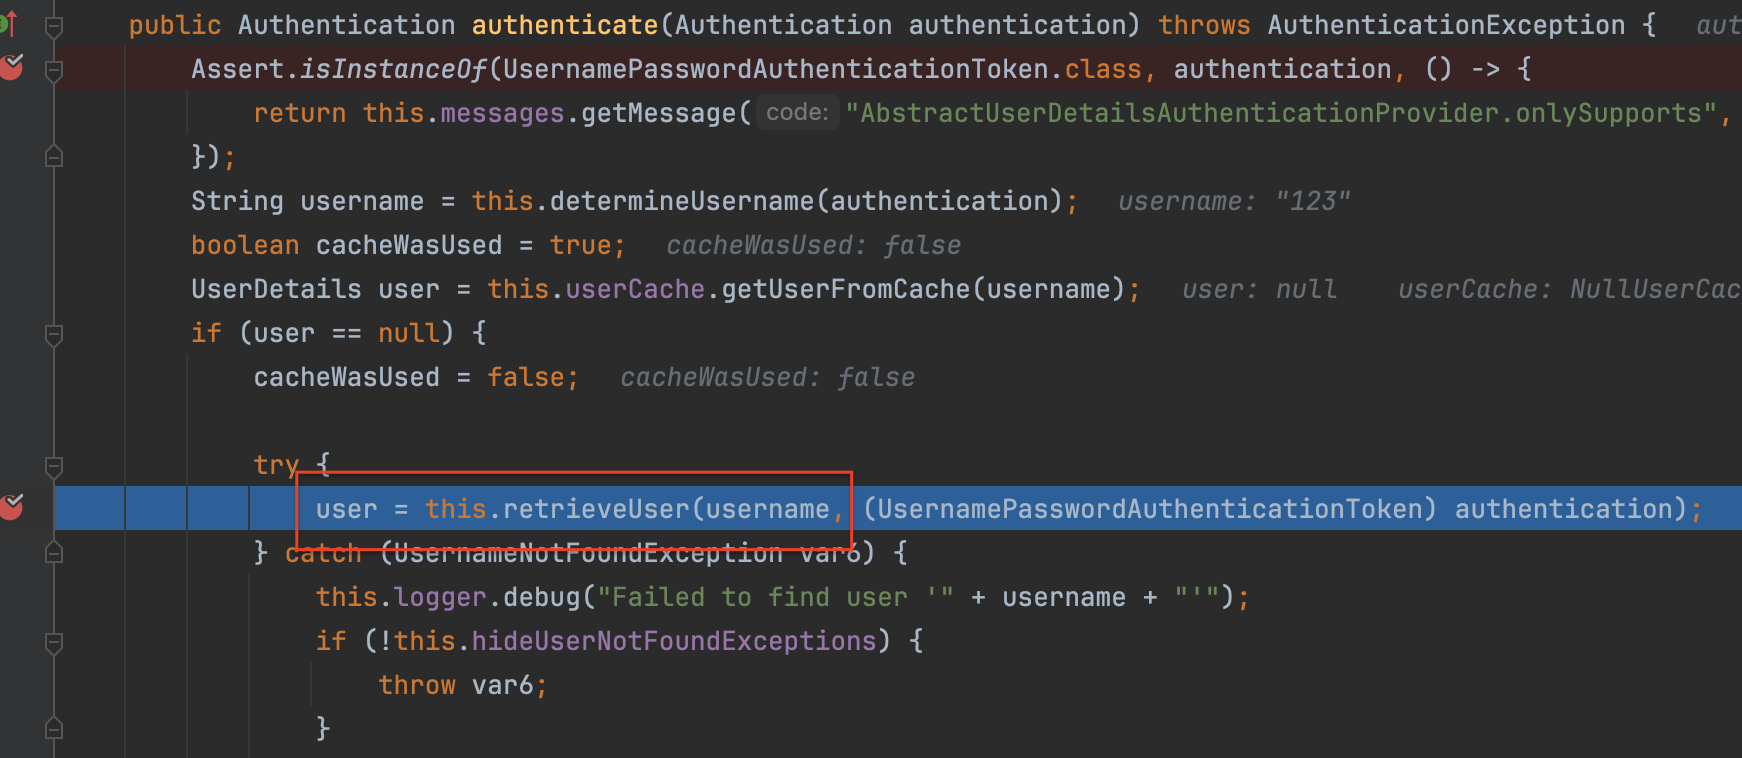 public Authentication authenticate(Authentication authentication) throws AuthenticationException {   aut
Assert.isInstanceOf(UsernamePasswordAuthenticationToken.class, authentication, () -> {
return this.messages.getMessage( code: "AbstractUserDetailsAuthenticationProvider.onlySupports",
});
String username = this.determineUsername(authentication);   username: "123"
boolean cacheWasUsed = true;   cacheWasUsed: false
UserDetails user = this.userCache.getUserFromCache(username);   user: null    userCache: NullUserCac
if (user == null) {
cacheWasUsed = false;   cacheWasUsed: false
try {
user = this.retrieveUser(username, (UsernamePasswordAuthenticationToken) authentication);
} catch (UsernameNotFoundException var6) {
this.logger.debug("Failed to find user '" + username + "'");
if (!this.hideUserNotFoundExceptions) {
throw var6;
}